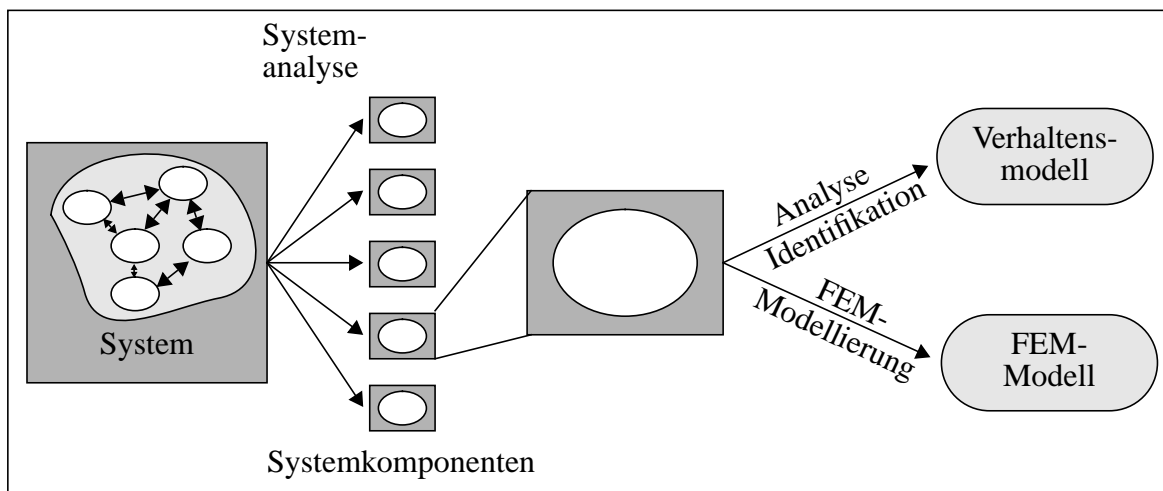 System-
analyse
System
Systemkomponenten
Analyse
Identifikation
FEM-
Modellierung
Verhaltens-
modell
FEM-
Modell